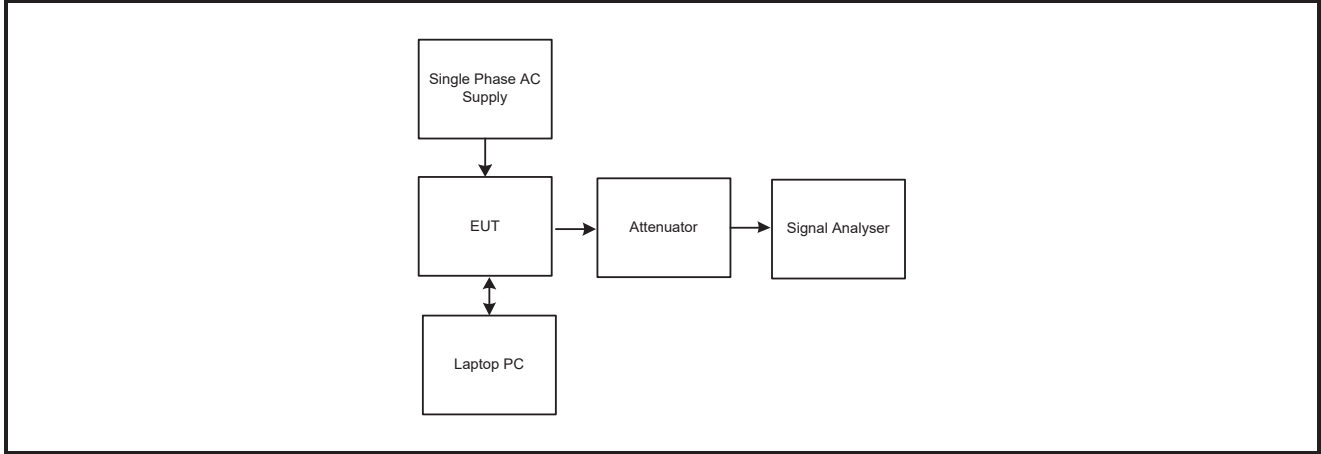 Single Phase AC
Supply
EUT
Attenuator
Signal Analyser
Laptop PC